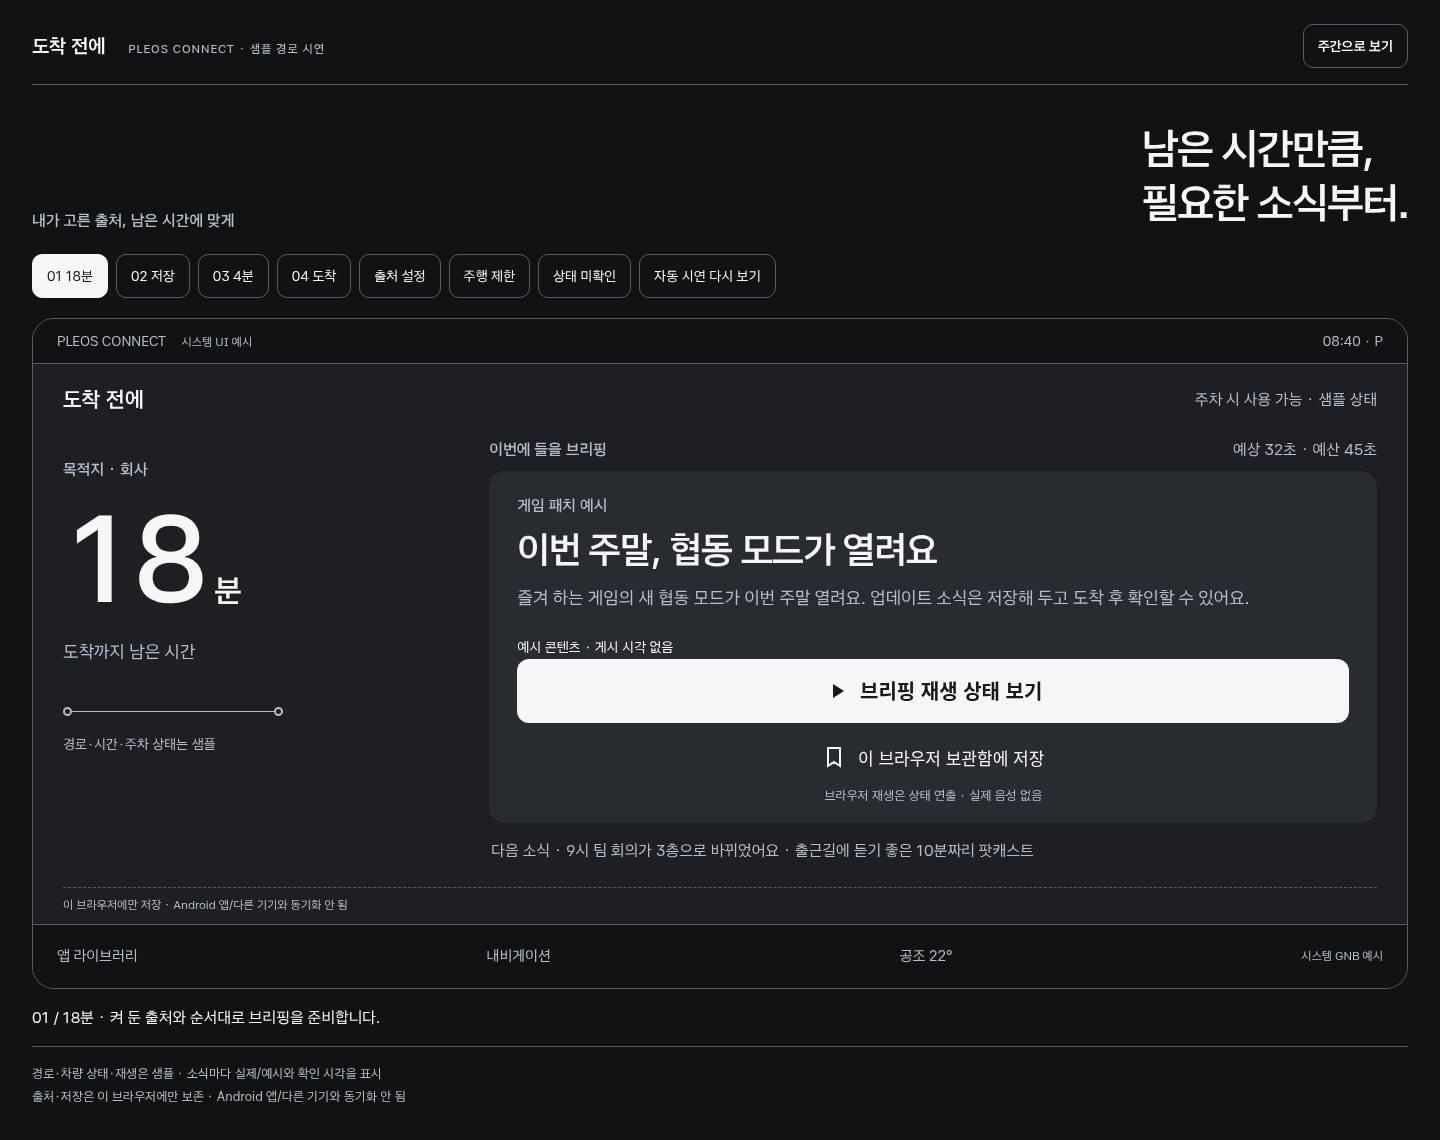 도착 전에
PLEOS CONNECT · 샘플 경로 시연
주간으로 보기
남은 시간만큼,
필요한 소식부터.
내가 고른 출처, 남은 시간에 맞게
01 18분
02 저장
03 4분
04 도착
출처 설정
주행 제한
상태 미확인
자동 시연 다시 보기
PLEOS CONNECT 시스템 UI 예시
08:40 · P
도착 전에
주차 시 사용 가능 · 샘플 상태
목적지 · 회사
18분
도착까지 남은 시간
경로·시간·주차 상태는 샘플
이번에 들을 브리핑
예상 32초 · 예산 45초
게임 패치 예시
이번 주말, 협동 모드가 열려요
즐겨 하는 게임의 새 협동 모드가 이번 주말 열려요. 업데이트 소식은 저장해 두고 도착 후 확인할 수 있어요.
예시 콘텐츠 · 게시 시각 없음
브리핑 재생 상태 보기
이 브라우저 보관함에 저장
브라우저 재생은 상태 연출 · 실제 음성 없음
다음 소식 · 9시 팀 회의가 3층으로 바뀌었어요 · 출근길에 듣기 좋은 10분짜리 팟캐스트
이 브라우저에만 저장 · Android 앱/다른 기기와 동기화 안 됨
앱 라이브러리
내비게이션
공조 22°
시스템 GNB 예시
01 / 18분 · 켜 둔 출처와 순서대로 브리핑을 준비합니다.
경로·차량 상태·재생은 샘플 · 소식마다 실제/예시와 확인 시각을 표시
출처·저장은 이 브라우저에만 보존 · Android 앱/다른 기기와 동기화 안 됨